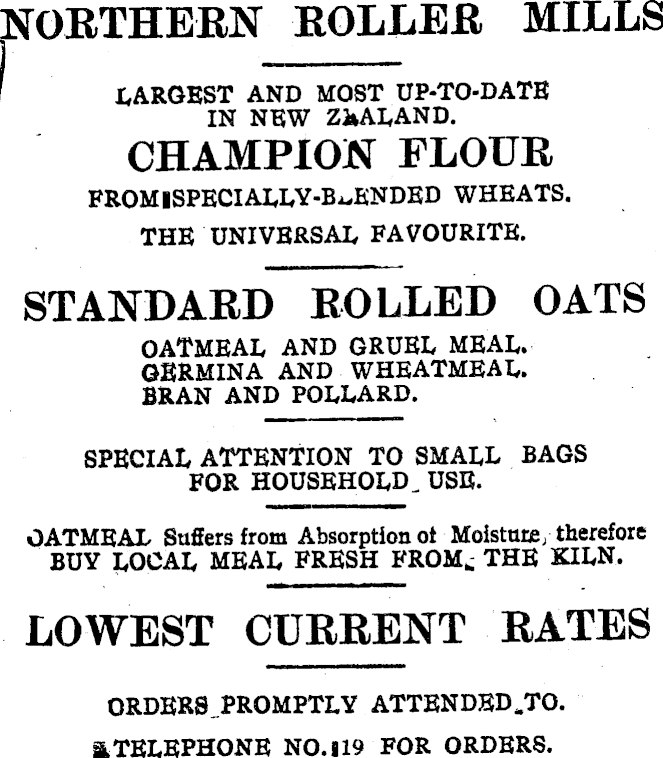 NORTHERN ROLLER MILLS
LARGEST AND MOST UP-TO-DATE
IN NEW ZEALAND.
CHAMPION FLOUR
FROM SPECIALLY-BLENDED WHEATS.
THE UNIVERSAL FAVOURITE.
STANDARD ROLLED OATS
OATMEAL AND GRUEL MEAL.
GERMINA AND WHEATMEAL.
BRAN AND POLLARD.
SPECIAL ATTENTION TO SMALL BAGS
FOR HOUSEHOLD USE.
OATMEAL Suffers from Absorption of Moisture, therefore
BUY LOCAL MEAL FRESH FROM THE KILN.
LOWEST CURRENT RATES
ORDERS PROMPTLY ATTENDED TO.
TELEPHONE NO. 119 FOR ORDERS.